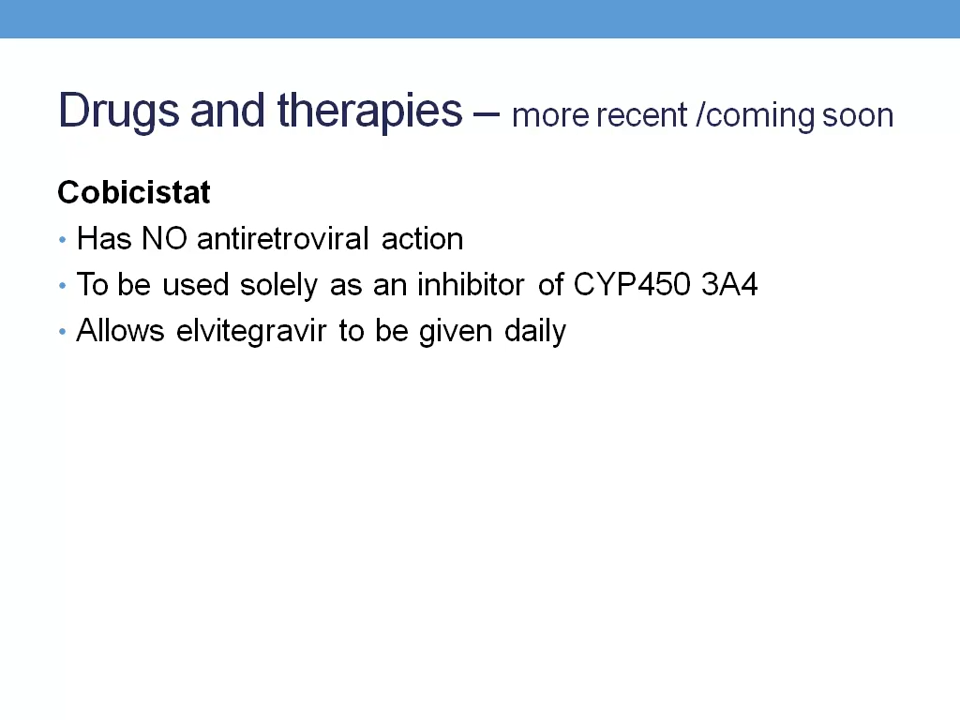 Drugs and therapies – more recent /coming soon
Cobicistat
• Has NO antiretroviral action
• To be used solely as an inhibitor of CYP450 3A4
• Allows elvitegravir to be given daily